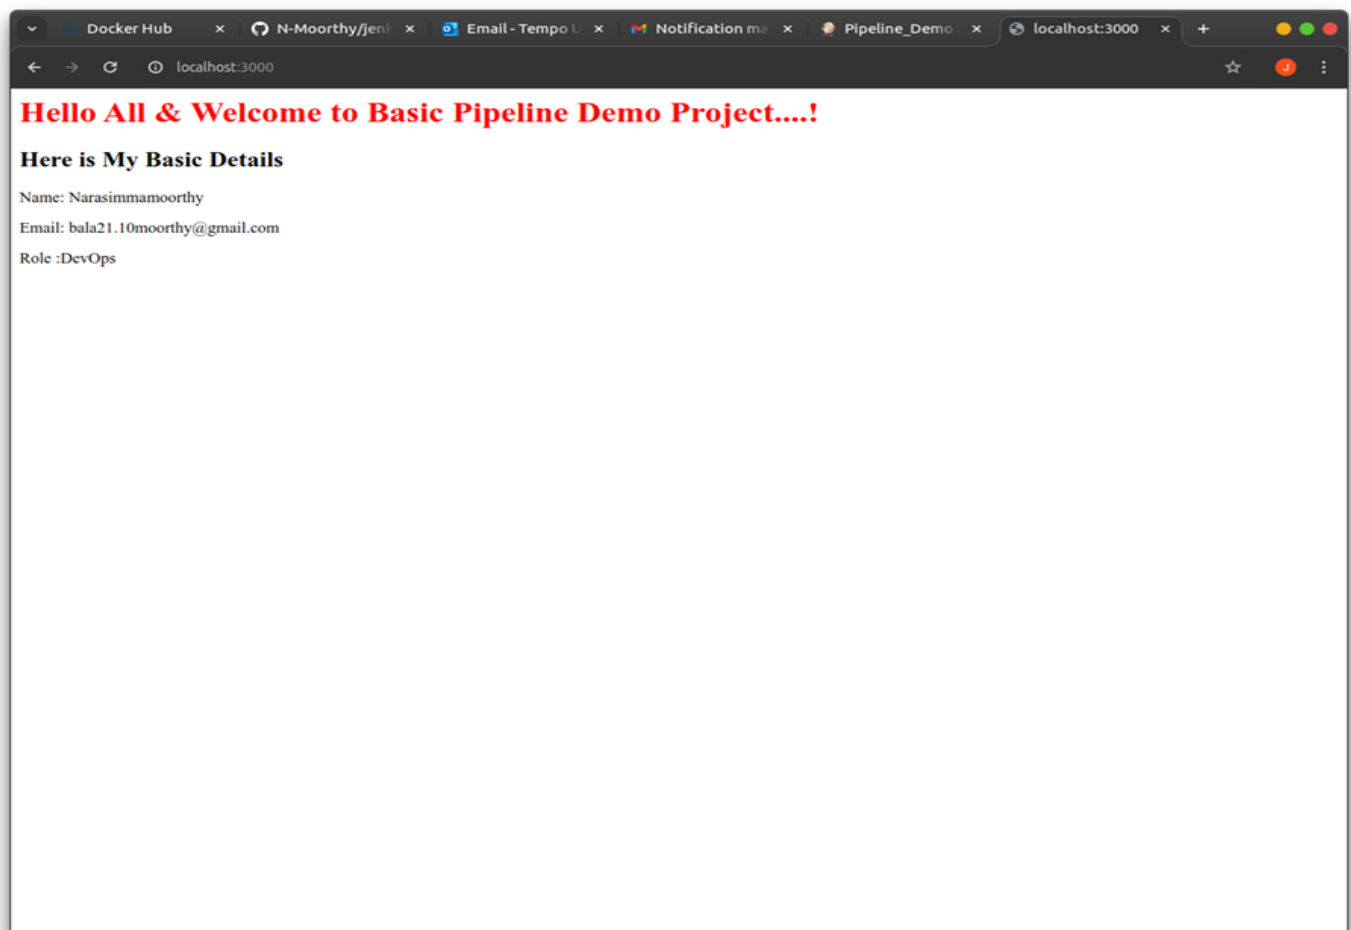 Docker Hub
N-Moorthy/jen
Email - Tempo U
Notification ma
Pipeline_Demo
localhost:3000
localhost:3000
J
Hello All & Welcome to Basic Pipeline Demo Project....!
Here is My Basic Details
Name: Narasimmamoorthy
Email: bala21.10moorthy@gmail.com
Role :DevOps